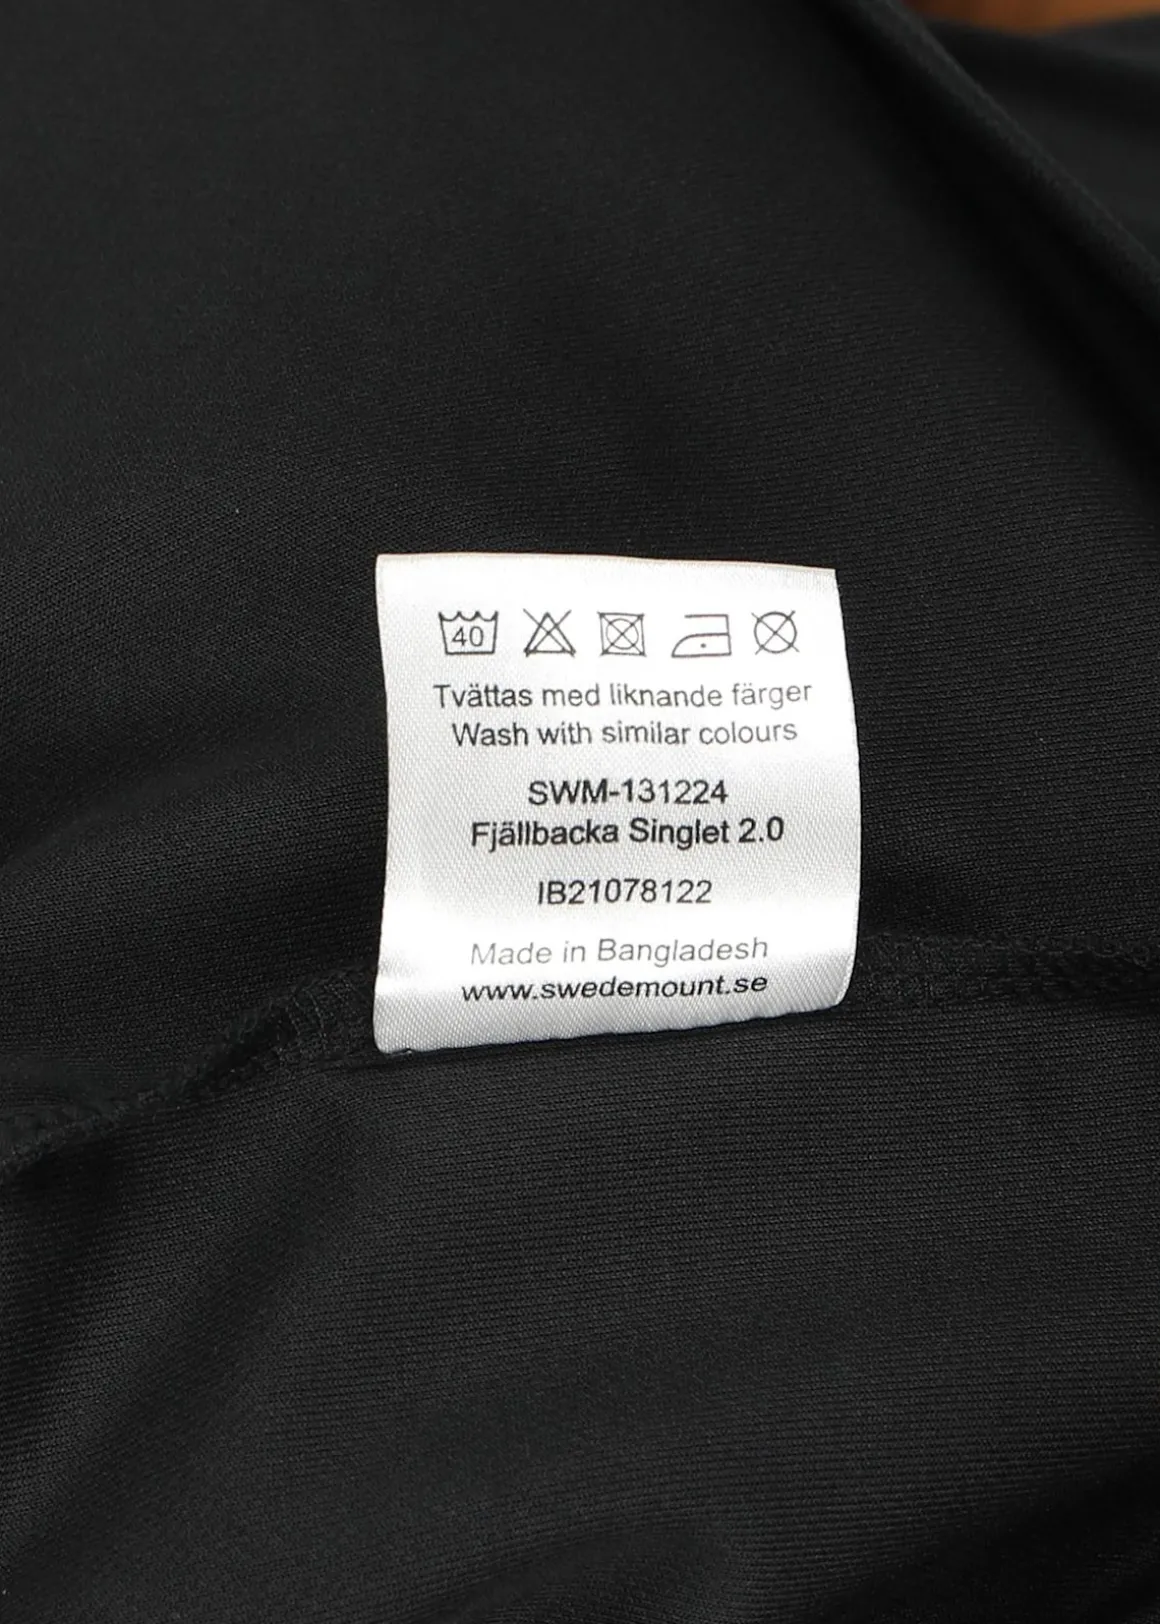 40
Tvättas med liknande färger
Wash with similar colours
SWM-131224
Fjällbacka Singlet 2.0
IB21078122
Made in Bangladesh
www.swedemount.se